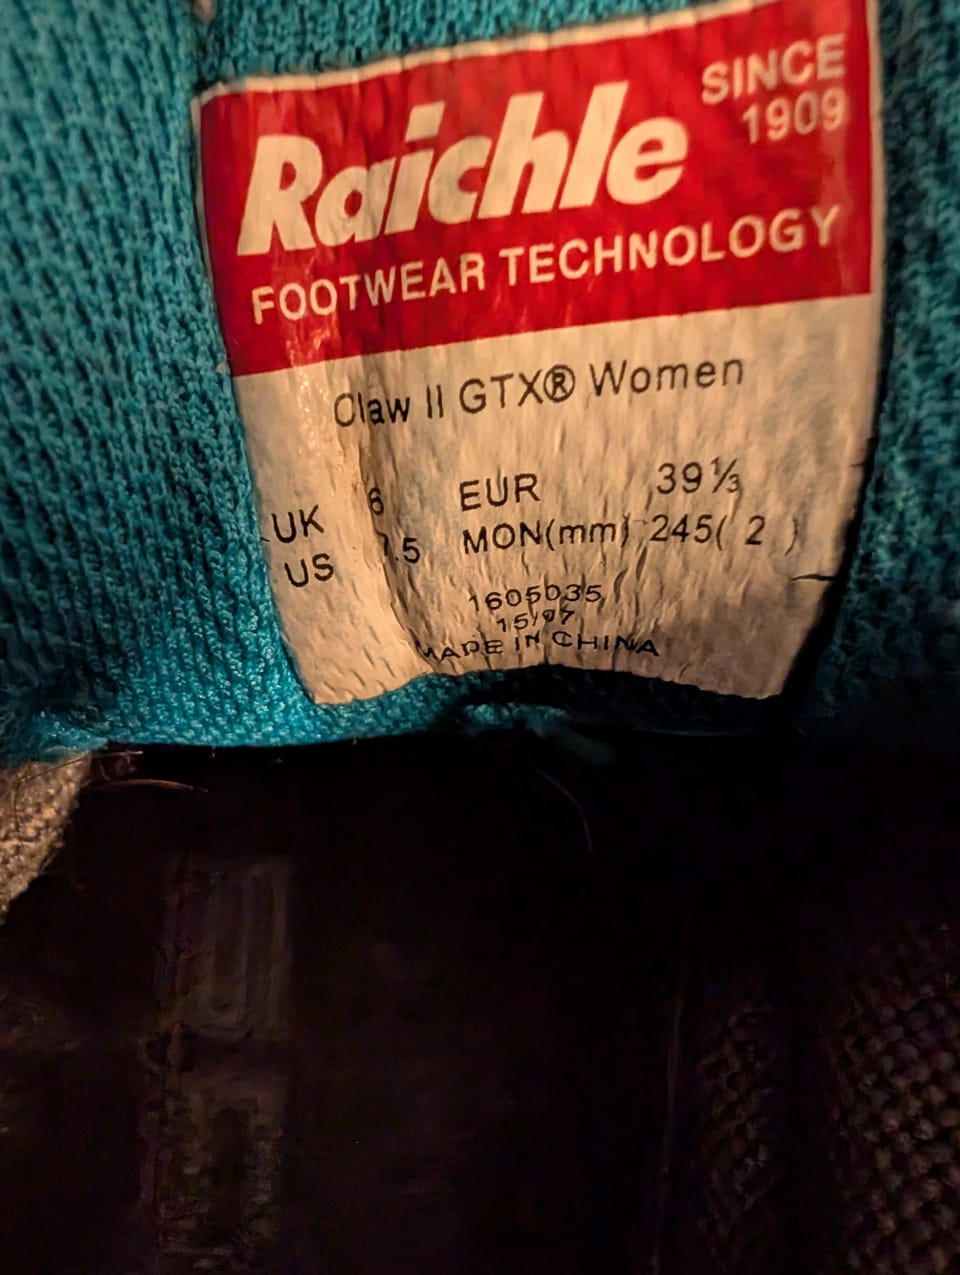 Raichle
SINCE
1909
FOOTWEAR TECHNOLOGY
Claw II GTX® Women
UK 6 EUR 39⅓
US 7.5 MON(mm) 245( 2 )
1605035
15/07
MADE IN CHINA